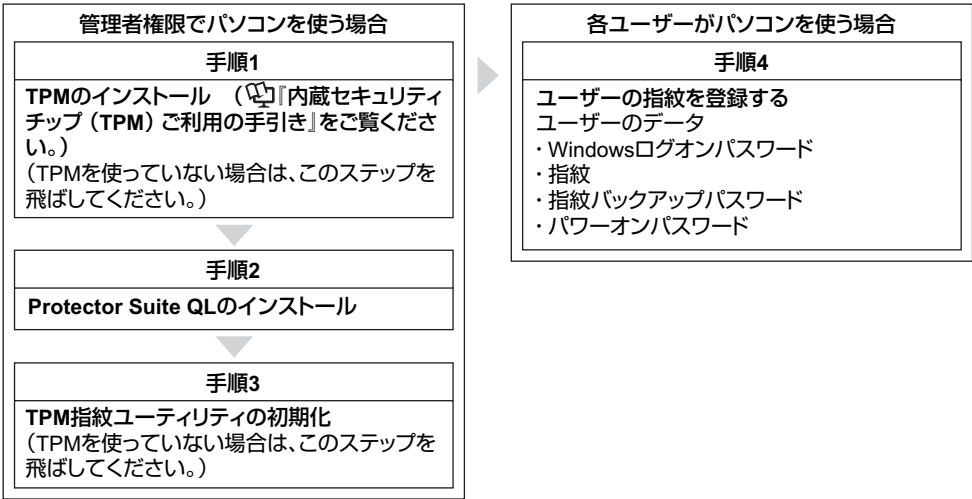 管理者権限でパソコンを使う場合
手順1
TPMのインストール （『内蔵セキュリティ
チップ（TPM）ご利用の手引き』をご覧くださ
い。）
（TPMを使っていない場合は、このステップを
飛ばしてください。）
手順2
Protector Suite QLのインストール
手順3
TPM指紋ユーティリティの初期化
（TPMを使っていない場合は、このステップを
飛ばしてください。）
各ユーザーがパソコンを使う場合
手順4
ユーザーの指紋を登録する
ユーザーのデータ
・Windowsログオンパスワード
・指紋
・指紋バックアップパスワード
・パワーオンパスワード